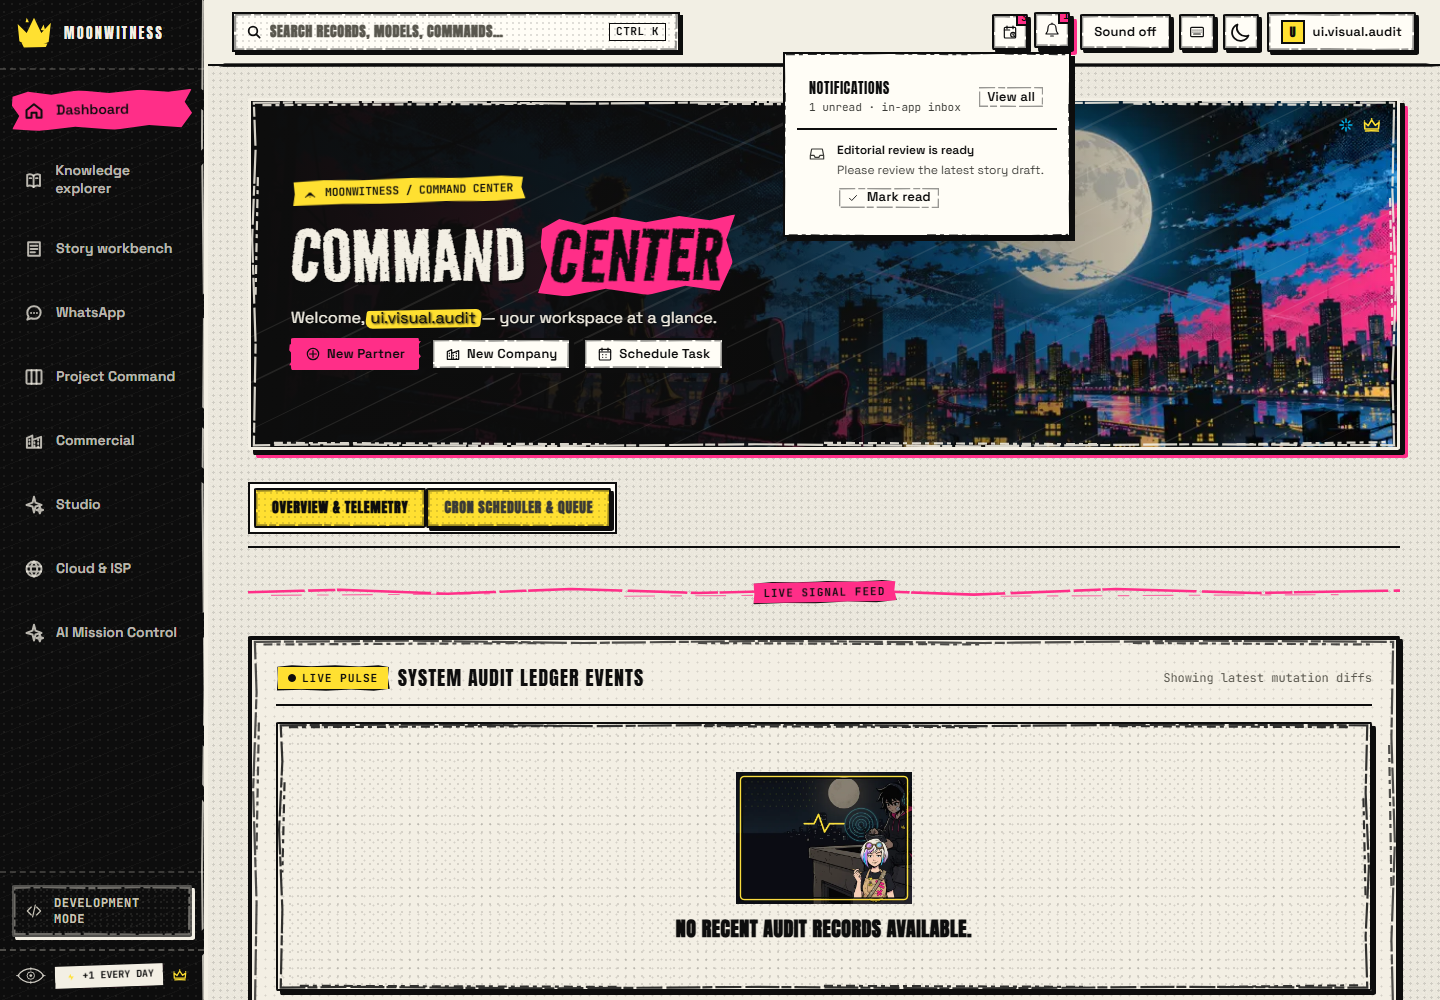 MOONWITNESS
SEARCH RECORDS, MODELS, COMMANDS...
CTRL K
Sound off
U
ui.visual.audit
Dashboard
Knowledge
explorer
Story workbench
WhatsApp
Project Command
Commercial
Studio
Cloud & ISP
AI Mission Control
DEVELOPMENT
MODE
+1 EVERY DAY
NOTIFICATIONS
1 unread · in-app inbox
View all
Editorial review is ready
Please review the latest story draft.
Mark read
MOONWITNESS / COMMAND CENTER
COMMAND CENTER
Welcome, ui.visual.audit — your workspace at a glance.
New Partner
New Company
Schedule Task
OVERVIEW & TELEMETRY
CRON SCHEDULER & QUEUE
LIVE SIGNAL FEED
LIVE PULSE
SYSTEM AUDIT LEDGER EVENTS
Showing latest mutation diffs
NO RECENT AUDIT RECORDS AVAILABLE.